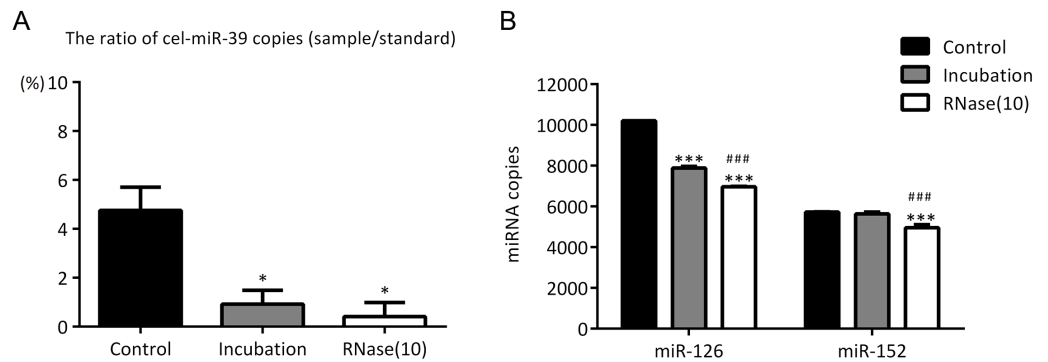 A
The ratio of cel-miR-39 copies (sample/standard)
(%)
10
8
6
4
2
0
*
*
Control
Incubation
RNase(10)
B
Control
Incubation
RNase(10)
miRNA copies
12000
10000
8000
6000
4000
2000
0
***
###
***
###
***
miR-126
miR-152